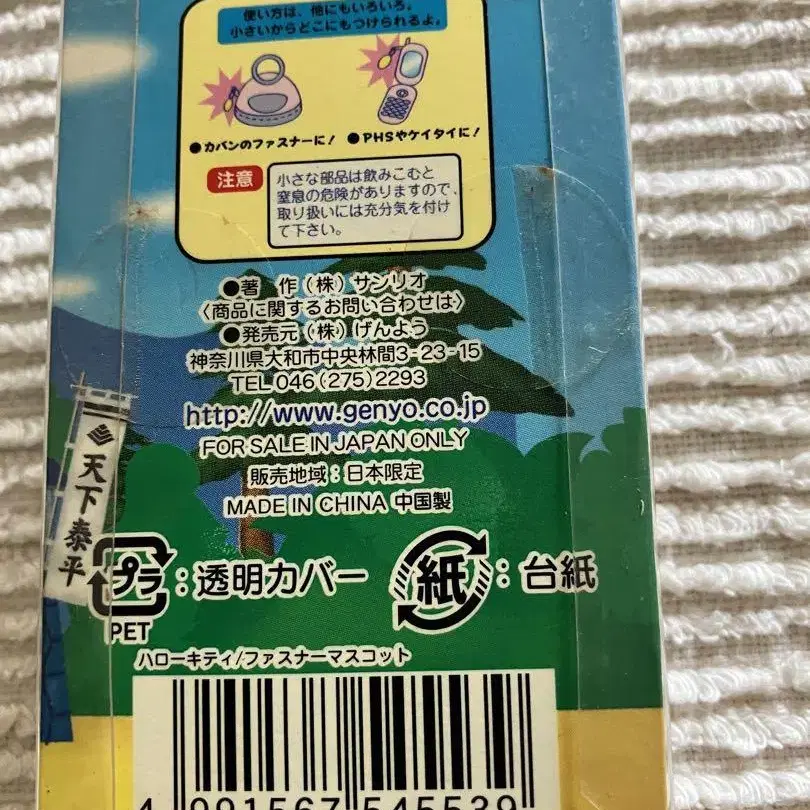 使い方は、他にもいろいろ。
小さいからどこにもつけられるよ。
●カバンのファスナーに! ●PHSやケイタイに!
注意
小さな部品は飲みこむと
窒息の危険がありますので、
取り扱いには充分気を付け
て下さい。
●著 作(株)サンリオ
〈商品に関するお問い合わせは〉
●発売元(株)げんよう
神奈川県大和市中央林間3-23-15
TEL 046(275)2293
http://www.genyo.co.jp
FOR SALE IN JAPAN ONLY
販売地域:日本限定
MADE IN CHINA 中国製
天下泰平
プラ:透明カバー 紙:台紙
PET
ハローキティ/ファスナーマスコット
4 991567 545539